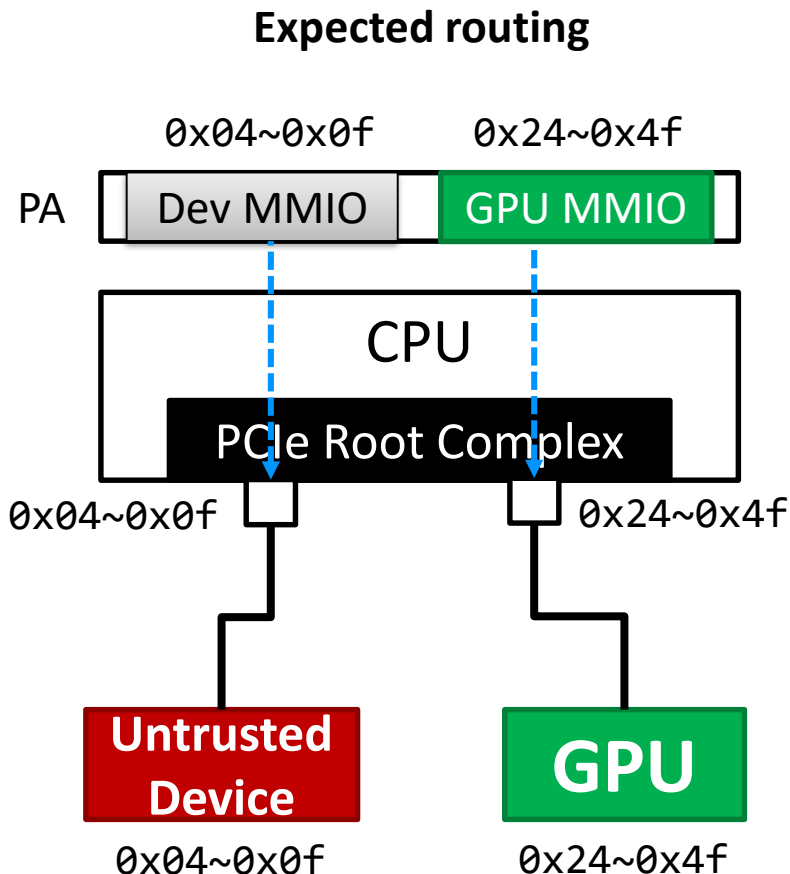 Expected routing
0x04~0x0f
0x24~0x4f
PA
Dev MMIO
GPU MMIO
CPU
PCIe Root Complex
0x04~0x0f
0x24~0x4f
Untrusted
Device
GPU
0x04~0x0f
0x24~0x4f